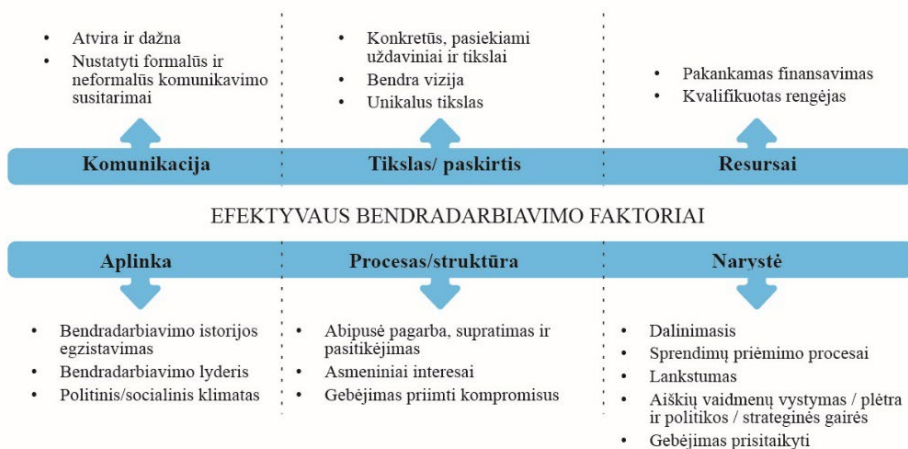 • Atvira ir dažna
• Nustatyti formalūs ir
neformalūs komunikavimo
susitarimai
• Konkretūs, pasiekiami
uždaviniai ir tikslai
• Bendra vizija
• Unikalus tikslas
• Pakankamas finansavimas
• Kvalifikuotas rengėjas
Komunikacija
Tikslas/ paskirtis
Resursai
EFEKTYVAUS BENDRADARBIAVIMO FAKTORIAI
Aplinka
Procesas/struktūra
Narystė
• Bendradarbiavimo istorijos
egzistavimas
• Bendradarbiavimo lyderis
• Politinis/socialinis klimatas
• Abipusė pagarba, supratimas ir
pasitikėjimas
• Asmeniniai interesai
• Gebėjimas priimti kompromisus
• Dalinimasis
• Sprendimų priėmimo procesai
• Lankstumas
• Aiškių vaidmenų vystymas / plėtra
ir politikos / strateginės gairės
• Gebėjimas prisitaikyti